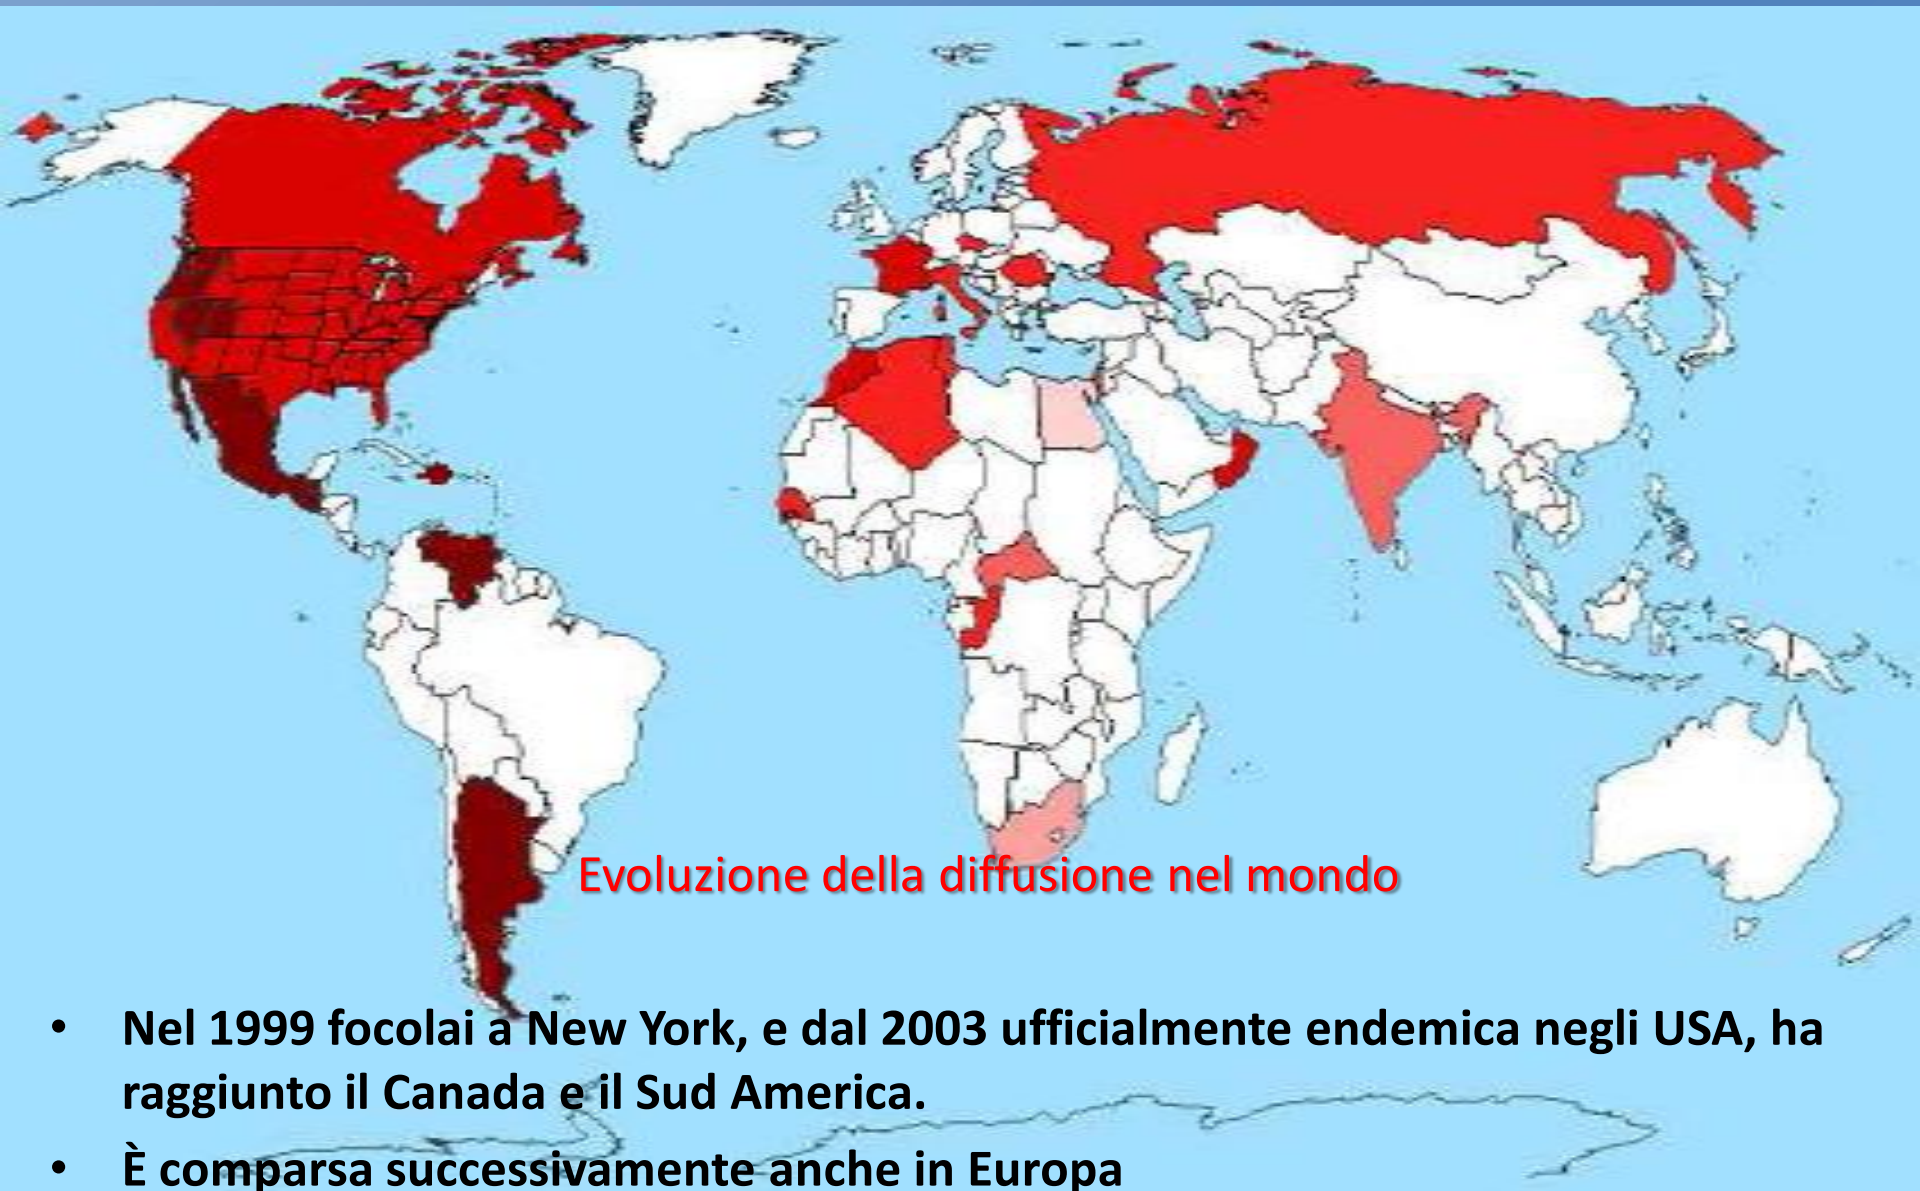 Evoluzione della diffusione nel mondo
• Nel 1999 focolai a New York, e dal 2003 ufficialmente endemica negli USA, ha
raggiunto il Canada e il Sud America.
• È comparsa successivamente anche in Europa